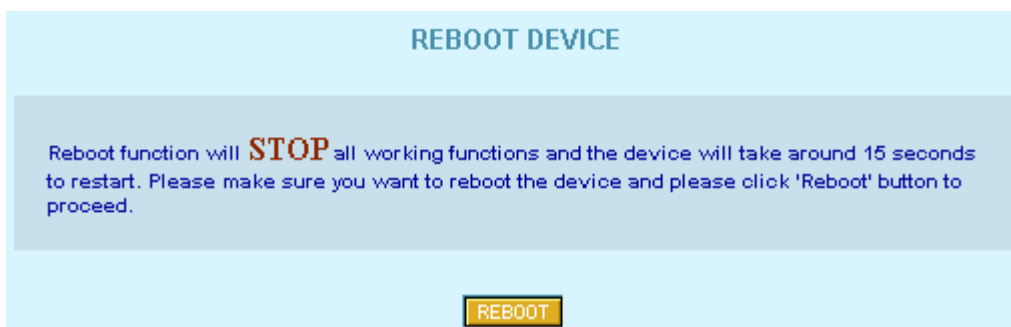 REBOOT DEVICE
Reboot function will STOP all working functions and the device will take around 15 seconds
to restart. Please make sure you want to reboot the device and please click 'Reboot' button to
proceed.
REBOOT